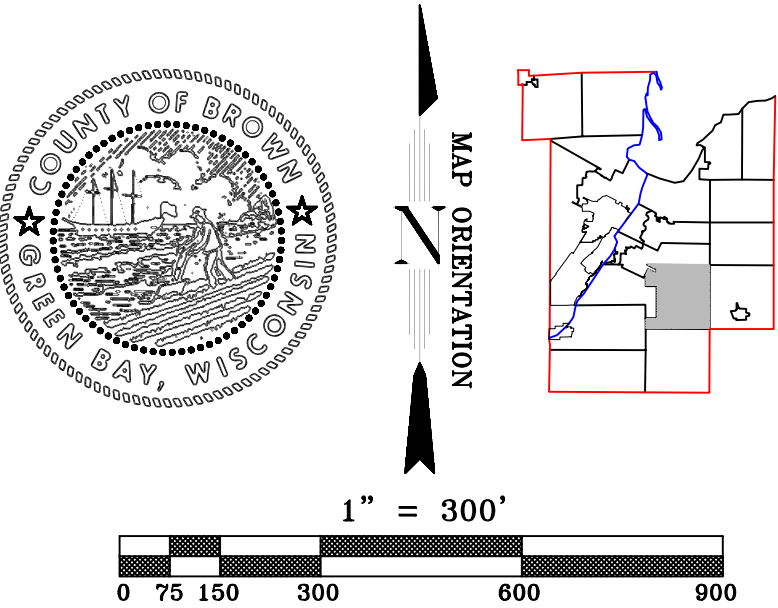 COUNTY OF BROWN
GREEN BAY, WISCONSIN
MAP ORIENTATION
N
1" = 300'
0 75 150 300 600 900